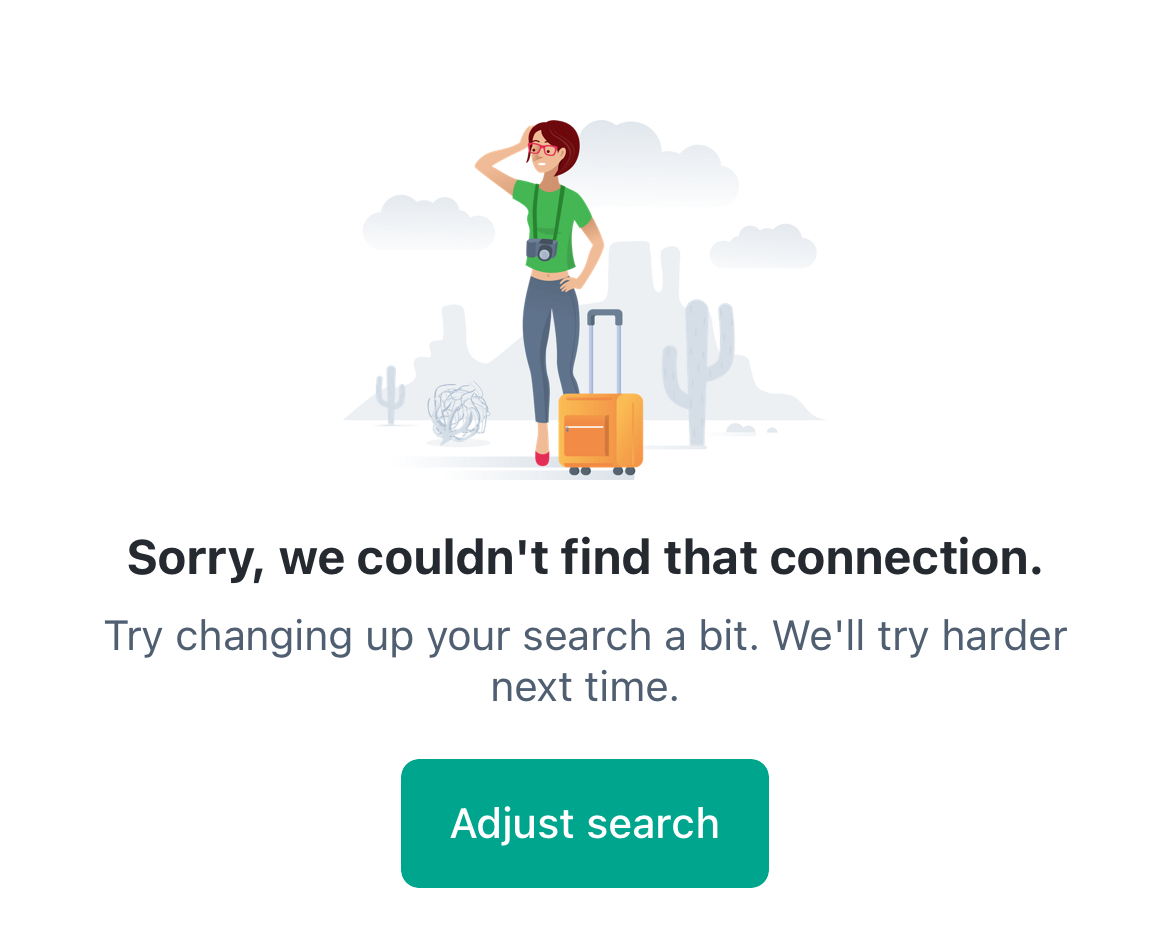 Sorry, we couldn't find that connection.
Try changing up your search a bit. We'll try harder
next time.
Adjust search